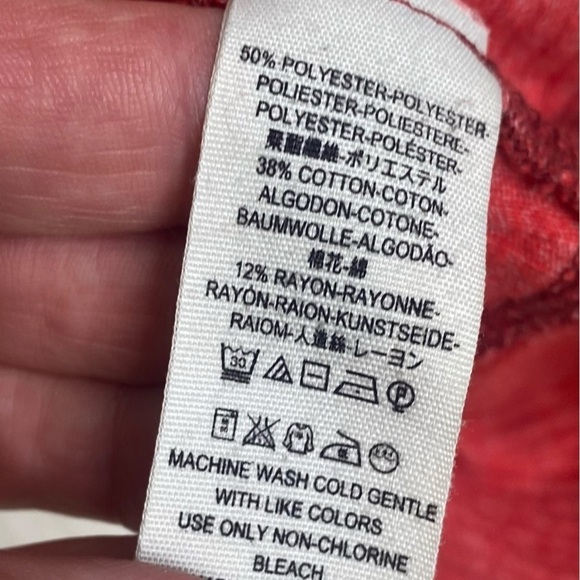 50% POLYESTER-POLYESTER-
POLIESTER-POLIESTERE-
POLYESTER-POLÉSTER-
聚酯纖維-ポリエステル
38% COTTON-COTON-
ALGODON-COTONE-
BAUMWOLLE-ALGODÃO-
棉花-綿
12% RAYON-RAYONNE-
RAYÓN-RAION-KUNSTSEIDE-
RAIOM-人造絲-レーヨン
30
P
MACHINE WASH COLD GENTLE
WITH LIKE COLORS
USE ONLY NON-CHLORINE
BLEACH